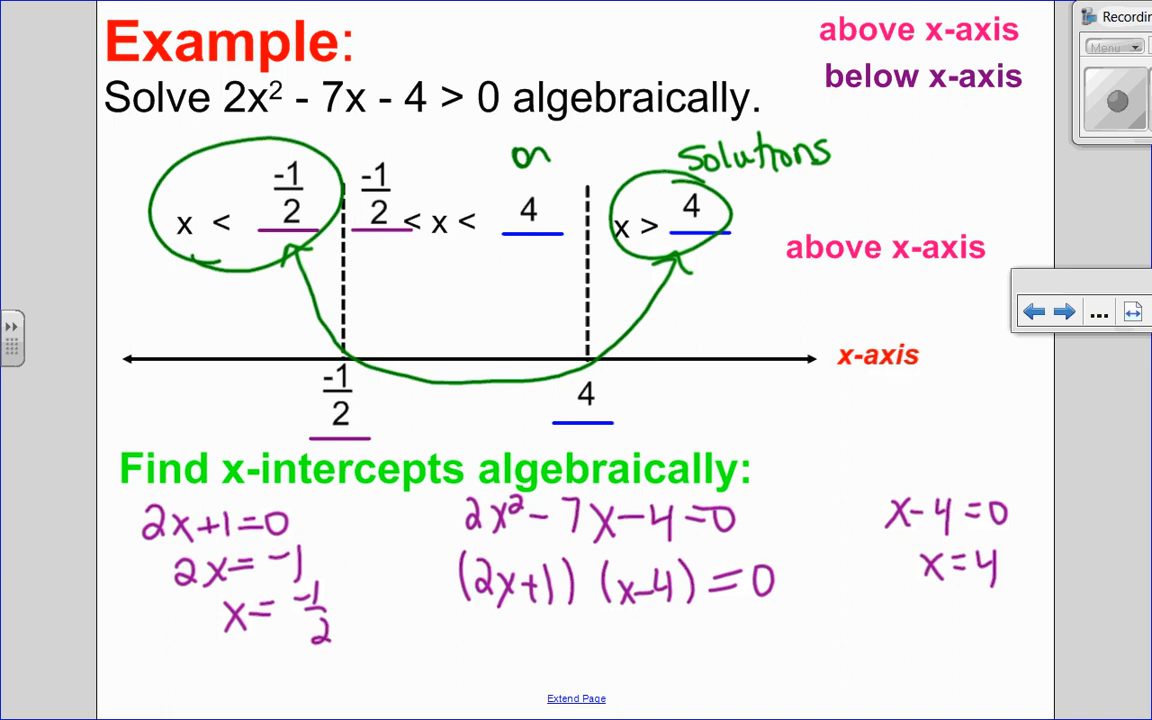 above x-axis
Recordin
Example:
Menu
below x-axis
Solve 2x² - 7x - 4 > 0 algebraically.
or
Solutions
x < -1/2
-1/2 < x < 4
x > 4
above x-axis
...
x-axis
-1/2
4
Find x-intercepts algebraically:
2x+1=0
2x²-7x-4=0
x-4=0
2x=-1
(2x+1)(x-4)=0
x=4
x=-1/2
Extend Page